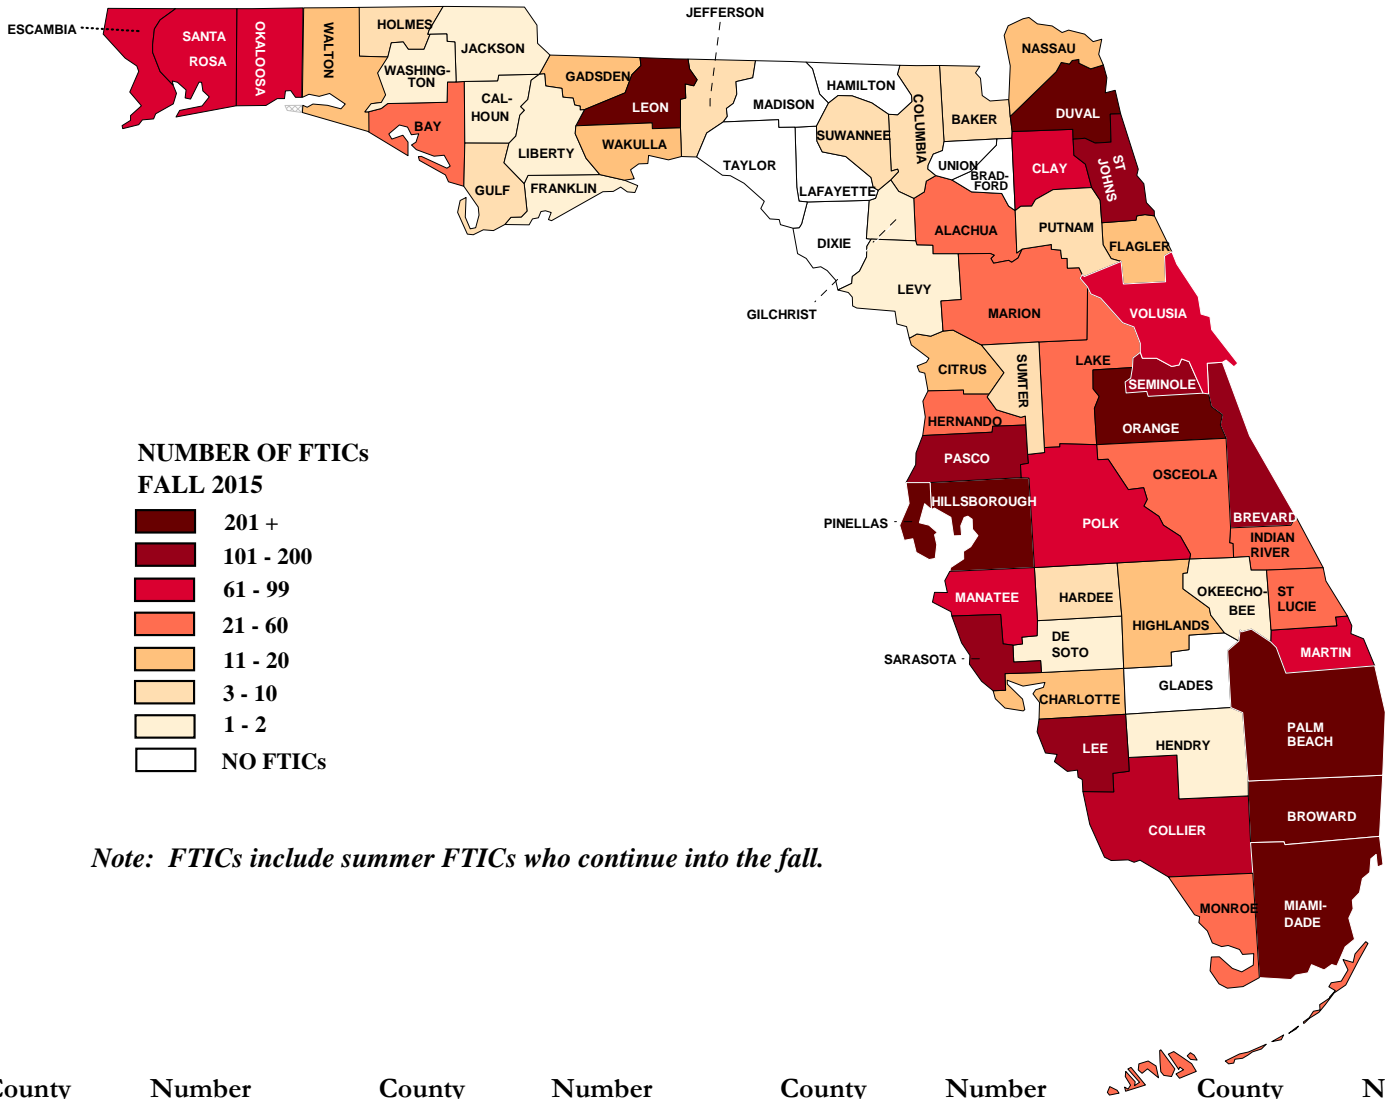 JEFFERSON
ESCAMBIA
SANTA
ROSA
OKALOOSA
WALTON
HOLMES
JACKSON
WASHING-
TON
BAY
CAL-
HOUN
GULF
LIBERTY
FRANKLIN
GADSDEN
LEON
WAKULLA
MADISON
TAYLOR
HAMILTON
SUWANNEE
LAFAYETTE
DIXIE
COLUMBIA
BAKER
UNION
BRAD-
FORD
NASSAU
DUVAL
CLAY
ST
JOHNS
ALACHUA
PUTNAM
FLAGLER
GILCHRIST
LEVY
MARION
VOLUSIA
CITRUS
SUMTER
LAKE
SEMINOLE
HERNANDO
ORANGE
PASCO
OSCEOLA
HILLSBOROUGH
PINELLAS
POLK
BREVARD
INDIAN
RIVER
MANATEE
HARDEE
HIGHLANDS
OKEECHO-
BEE
ST
LUCIE
SARASOTA
DE
SOTO
MARTIN
CHARLOTTE
GLADES
LEE
HENDRY
PALM
BEACH
COLLIER
BROWARD
MONROE
MIAMI-
DADE
NUMBER OF FTICs
FALL 2015
201 +
101 - 200
61 - 99
21 - 60
11 - 20
3 - 10
1 - 2
NO FTICs
Note: FTICs include summer FTICs who continue into the fall.
County Number County Number County Number County N